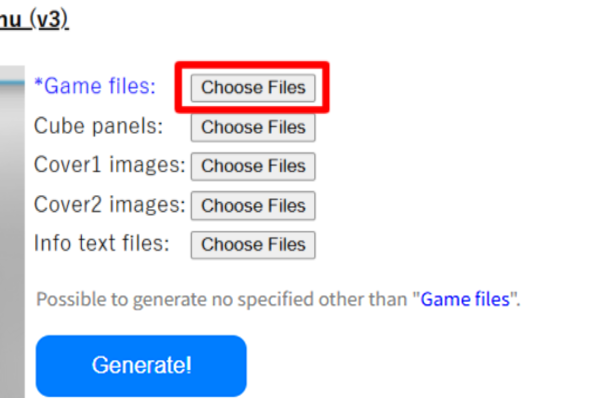 nu (v3)
*Game files: Choose Files
Cube panels: Choose Files
Cover1 images: Choose Files
Cover2 images: Choose Files
Info text files: Choose Files
Possible to generate no specified other than "Game files".
Generate!